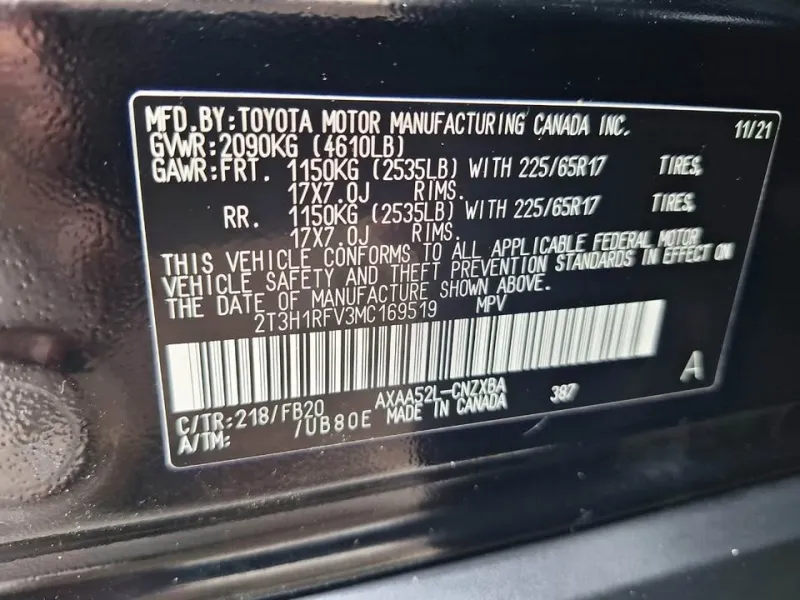 MFD.BY:TOYOTA MOTOR MANUFACTURING CANADA INC. 11/21
GVWR:2090KG (4610LB)
GAWR:FRT. 1150KG (2535LB) WITH 225/65R17 TIRES,
17X7.0J RIMS.
RR. 1150KG (2535LB) WITH 225/65R17 TIRES,
17X7.0J RIMS.
THIS VEHICLE CONFORMS TO ALL APPLICABLE FEDERAL MOTOR
VEHICLE SAFETY AND THEFT PREVENTION STANDARDS IN EFFECT ON
THE DATE OF MANUFACTURE SHOWN ABOVE.
2T3H1RFV3MC169519 MPV
A
C/TR:218/FB20 AXAA52L-CNZXBA 387
A/TM: /UB80E MADE IN CANADA